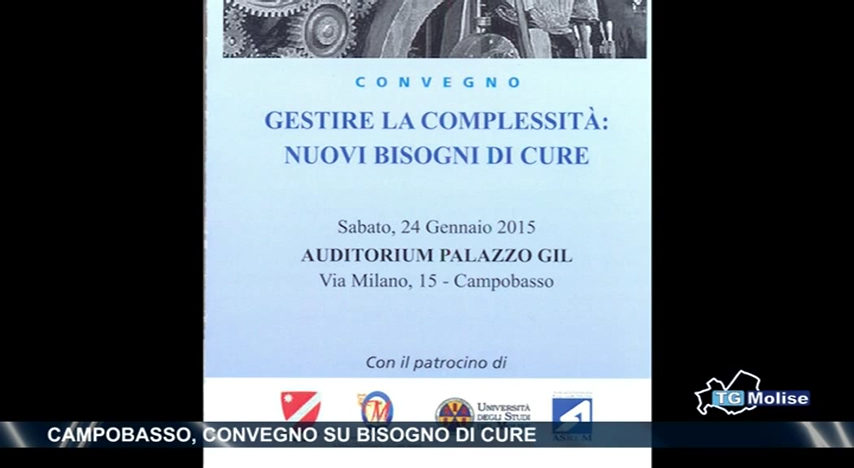 CONVEGNO
GESTIRE LA COMPLESSITÀ:
NUOVI BISOGNI DI CURE
Sabato, 24 Gennaio 2015
AUDITORIUM PALAZZO GIL
Via Milano, 15 - Campobasso
Con il patrocino di
UNIVERSITÀ
DEGLI STUDI
TG Molise
CAMPOBASSO, CONVEGNO SU BISOGNO DI CURE